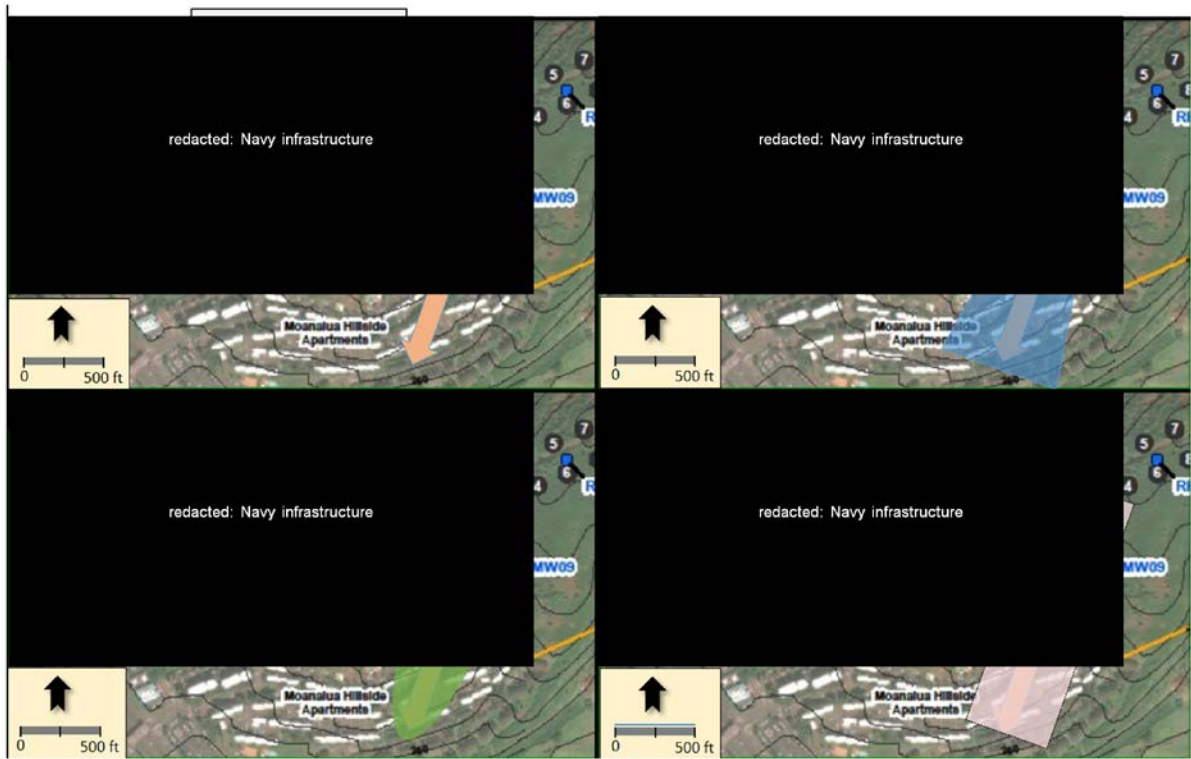 redacted: Navy infrastructure
5
7
6
4
MW09
Moanalua Hillside
Apartments
0
500 ft
redacted: Navy infrastructure
5
7
6
4
MW09
Moanalua Hillside
Apartments
0
500 ft
redacted: Navy infrastructure
5
7
6
4
MW09
Moanalua Hillside
Apartments
0
500 ft
redacted: Navy infrastructure
5
7
6
4
MW09
Moanalua Hillside
Apartments
0
500 ft